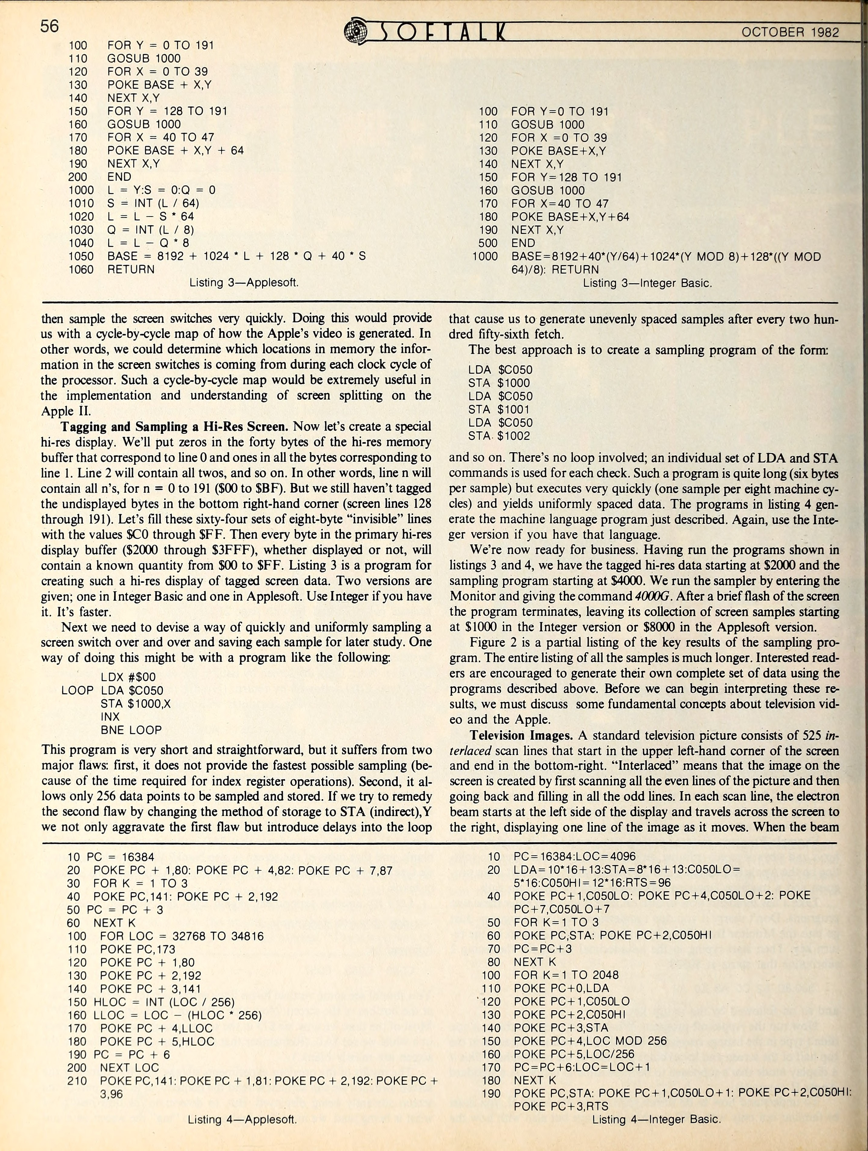 56
SOFTALK
OCTOBER 1982
100 FOR Y = 0 TO 191
110 GOSUB 1000
120 FOR X = 0 TO 39
130 POKE BASE + X,Y
140 NEXT X,Y
150 FOR Y = 128 TO 191
160 GOSUB 1000
170 FOR X = 40 TO 47
180 POKE BASE + X,Y + 64
190 NEXT X,Y
200 END
1000 L = Y:S = 0:Q = 0
1010 S = INT (L / 64)
1020 L = L - S * 64
1030 Q = INT (L / 8)
1040 L = L - Q * 8
1050 BASE = 8192 + 1024 * L + 128 * Q + 40 * S
1060 RETURN
Listing 3—Applesoft.
100 FOR Y=0 TO 191
110 GOSUB 1000
120 FOR X =0 TO 39
130 POKE BASE+X,Y
140 NEXT X,Y
150 FOR Y=128 TO 191
160 GOSUB 1000
170 FOR X=40 TO 47
180 POKE BASE+X,Y+64
190 NEXT X,Y
500 END
1000 BASE=8192+40*(Y/64)+1024*(Y MOD 8)+128*((Y MOD
64)/8): RETURN
Listing 3—Integer Basic.
then sample the screen switches very quickly. Doing this would provide
us with a cycle-by-cycle map of how the Apple's video is generated. In
other words, we could determine which locations in memory the infor-
mation in the screen switches is coming from during each clock cycle of
the processor. Such a cycle-by-cycle map would be extremely useful in
the implementation and understanding of screen splitting on the
Apple II.
Tagging and Sampling a Hi-Res Screen. Now let's create a special
hi-res display. We'll put zeros in the forty bytes of the hi-res memory
buffer that correspond to line 0 and ones in all the bytes corresponding to
line 1. Line 2 will contain all twos, and so on. In other words, line n will
contain all n's, for n = 0 to 191 ($00 to $BF). But we still haven't tagged
the undisplayed bytes in the bottom right-hand corner (screen lines 128
through 191). Let's fill these sixty-four sets of eight-byte "invisible" lines
with the values $C0 through $FF. Then every byte in the primary hi-res
display buffer ($2000 through $3FFF), whether displayed or not, will
contain a known quantity from $00 to $FF. Listing 3 is a program for
creating such a hi-res display of tagged screen data. Two versions are
given; one in Integer Basic and one in Applesoft. Use Integer if you have
it. It's faster.
Next we need to devise a way of quickly and uniformly sampling a
screen switch over and over and saving each sample for later study. One
way of doing this might be with a program like the following:
LDX #$00
LOOP LDA $C050
STA $1000,X
INX
BNE LOOP
This program is very short and straightforward, but it suffers from two
major flaws: first, it does not provide the fastest possible sampling (be-
cause of the time required for index register operations). Second, it al-
lows only 256 data points to be sampled and stored. If we try to remedy
the second flaw by changing the method of storage to STA (indirect),Y
we not only aggravate the first flaw but introduce delays into the loop
that cause us to generate unevenly spaced samples after every two hun-
dred fifty-sixth fetch.
The best approach is to create a sampling program of the form:
LDA $C050
STA $1000
LDA $C050
STA $1001
LDA $C050
STA $1002
and so on. There's no loop involved; an individual set of LDA and STA
commands is used for each check. Such a program is quite long (six bytes
per sample) but executes very quickly (one sample per eight machine cy-
cles) and yields uniformly spaced data. The programs in listing 4 gen-
erate the machine language program just described. Again, use the Inte-
ger version if you have that language.
We're now ready for business. Having run the programs shown in
listings 3 and 4, we have the tagged hi-res data starting at $2000 and the
sampling program starting at $4000. We run the sampler by entering the
Monitor and giving the command 4000G. After a brief flash of the screen
the program terminates, leaving its collection of screen samples starting
at $1000 in the Integer version or $8000 in the Applesoft version.
Figure 2 is a partial listing of the key results of the sampling pro-
gram. The entire listing of all the samples is much longer. Interested read-
ers are encouraged to generate their own complete set of data using the
programs described above. Before we can begin interpreting these re-
sults, we must discuss some fundamental concepts about television vid-
eo and the Apple.
Television Images. A standard television picture consists of 525 in-
terlaced scan lines that start in the upper left-hand corner of the screen
and end in the bottom-right. "Interlaced" means that the image on the
screen is created by first scanning all the even lines of the picture and then
going back and filling in all the odd lines. In each scan line, the electron
beam starts at the left side of the display and travels across the screen to
the right, displaying one line of the image as it moves. When the beam
10 PC = 16384
20 POKE PC + 1,80: POKE PC + 4,82: POKE PC + 7,87
30 FOR K = 1 TO 3
40 POKE PC,141: POKE PC + 2,192
50 PC = PC + 3
60 NEXT K
100 FOR LOC = 32768 TO 34816
110 POKE PC,173
120 POKE PC + 1,80
130 POKE PC + 2,192
140 POKE PC + 3,141
150 HLOC = INT (LOC / 256)
160 LLOC = LOC - (HLOC * 256)
170 POKE PC + 4,LLOC
180 POKE PC + 5,HLOC
190 PC = PC + 6
200 NEXT LOC
210 POKE PC,141: POKE PC + 1,81: POKE PC + 2,192: POKE PC +
3,96
Listing 4—Applesoft.
10 PC=16384:LOC=4096
20 LDA=10*16+13:STA=8*16+13:C050LO=
5*16:C050HI=12*16:RTS=96
40 POKE PC+1,C050LO: POKE PC+4,C050LO+2: POKE
PC+7,C050LO+7
50 FOR K=1 TO 3
60 POKE PC,STA: POKE PC+2,C050HI
70 PC=PC+3
80 NEXT K
100 FOR K=1 TO 2048
110 POKE PC+0,LDA
120 POKE PC+1,C050LO
130 POKE PC+2,C050HI
140 POKE PC+3,STA
150 POKE PC+4,LOC MOD 256
160 POKE PC+5,LOC/256
170 PC=PC+6:LOC=LOC+1
180 NEXT K
190 POKE PC,STA: POKE PC+1,C050LO+1: POKE PC+2,C050HI:
POKE PC+3,RTS
Listing 4—Integer Basic.